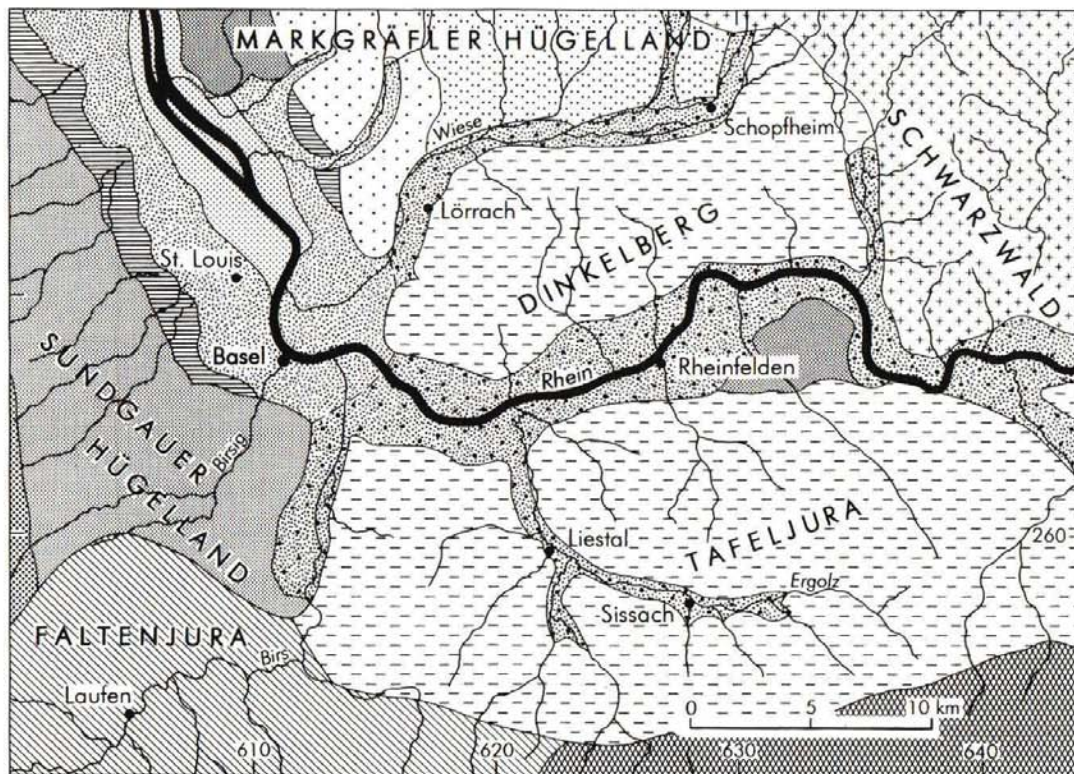 MARKGRÄFLER HÜGELLAND
Wiese
Schopfheim
SCHWARZWALD
Lörrach
DINKELBERG
St. Louis
SUNDGAUER
HÜGELLAND
Basel
Rhein
Rheinfelden
Birsig
TAFELJURA
260
Liestal
Ergolz
Sissach
FALTENJURA
Birs
Laufen
0 5 10 km
610 620 630 640